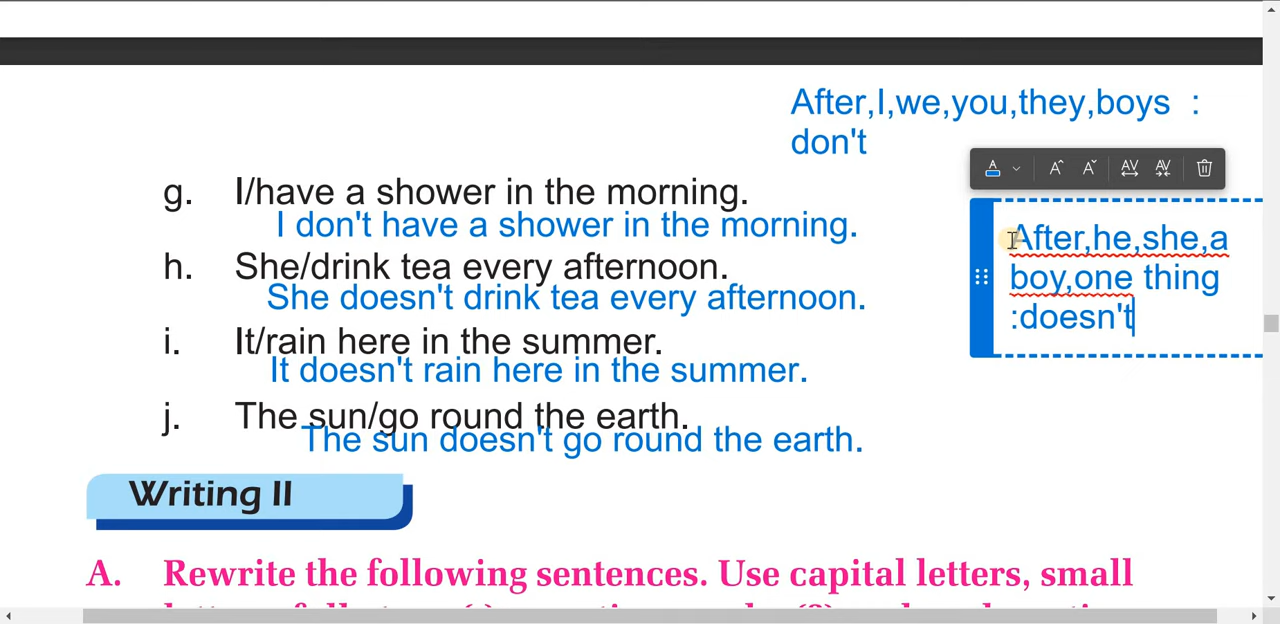 After,I,we,you,they,boys :
don't
g. I/have a shower in the morning.
I don't have a shower in the morning.
After,he,she,a
boy,one thing
:doesn't
h. She/drink tea every afternoon.
She doesn't drink tea every afternoon.
i. It/rain here in the summer.
It doesn't rain here in the summer.
j. The sun/go round the earth.
The sun doesn't go round the earth.
Writing II
A. Rewrite the following sentences. Use capital letters, small